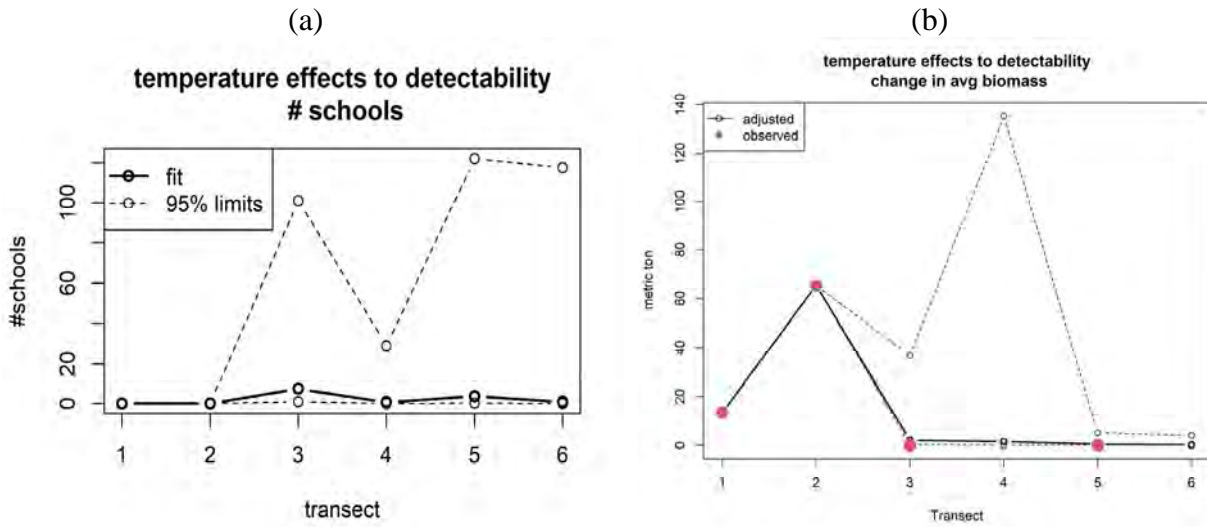 (a)
temperature effects to detectability
# schools
fit
95% limits
#schools
100
60
20
0
1 2 3 4 5 6
transect
(b)
temperature effects to detectability
change in avg biomass
adjusted
observed
metric ton
140
120
100
80
60
40
20
0
1 2 3 4 5 6
Transect